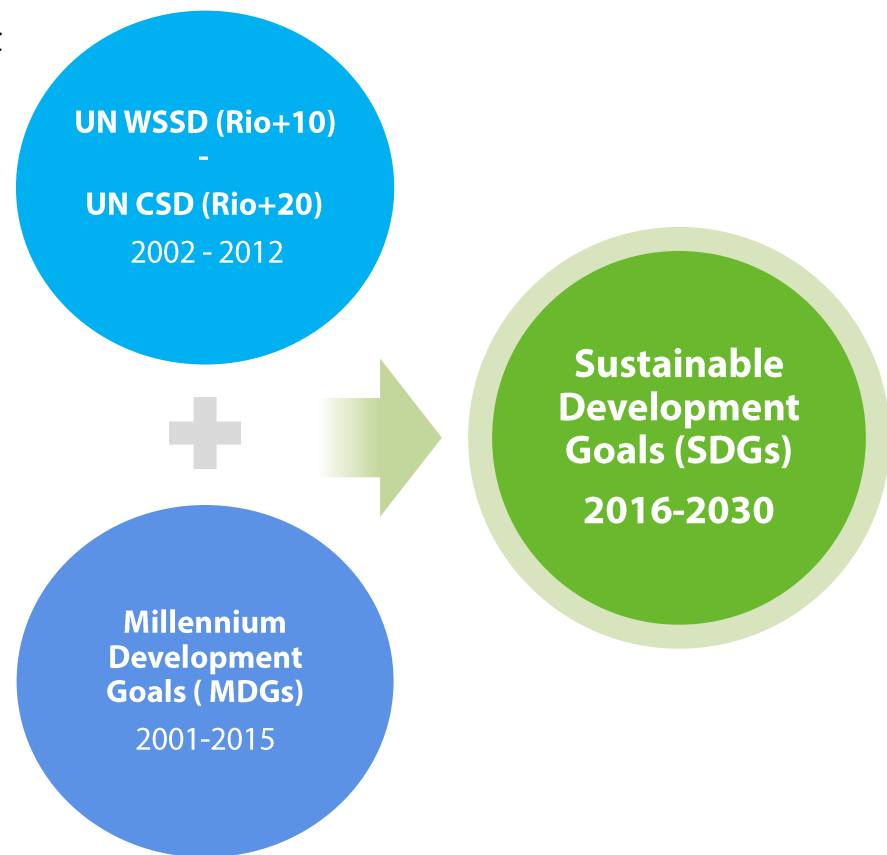 UN WSSD (Rio+10)
-
UN CSD (Rio+20)
2002 - 2012
Sustainable
Development
Goals (SDGs)
2016-2030
Millennium
Development
Goals ( MDGs)
2001-2015